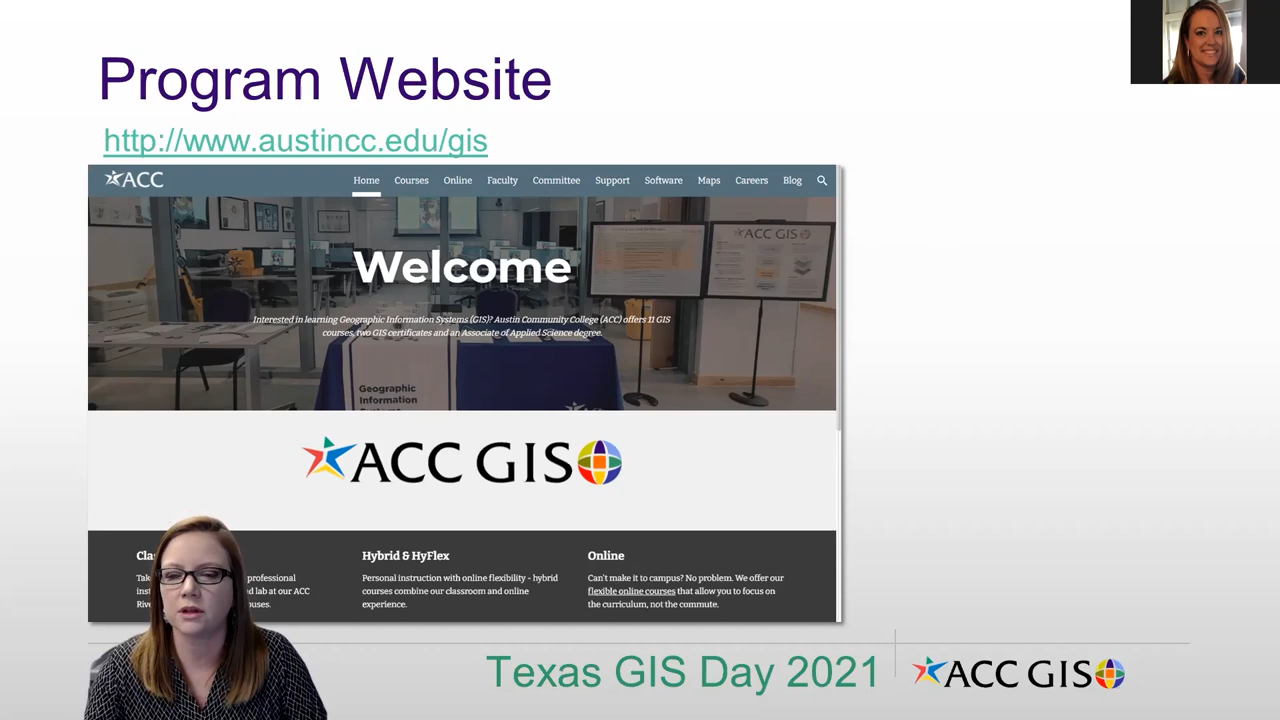 Program Website
http://www.austincc.edu/gis
ACC Home Courses Online Faculty Committee Support Software Maps Careers Blog
ACC GIS
Welcome
Interested in learning Geographic Information Systems (GIS)? Austin Community College (ACC) offers 11 GIS
courses, two GIS certificates and an Associate of Applied Science degree.
Geographic
Information
Systems
ACC GIS
Hybrid & HyFlex
Personal instruction with online flexibility - hybrid
courses combine our classroom and online
experience.
Online
Can't make it to campus? No problem. We offer our
flexible online courses that allow you to focus on
the curriculum, not the commute.
professional
lab at our ACC
Texas GIS Day 2021
ACC GIS